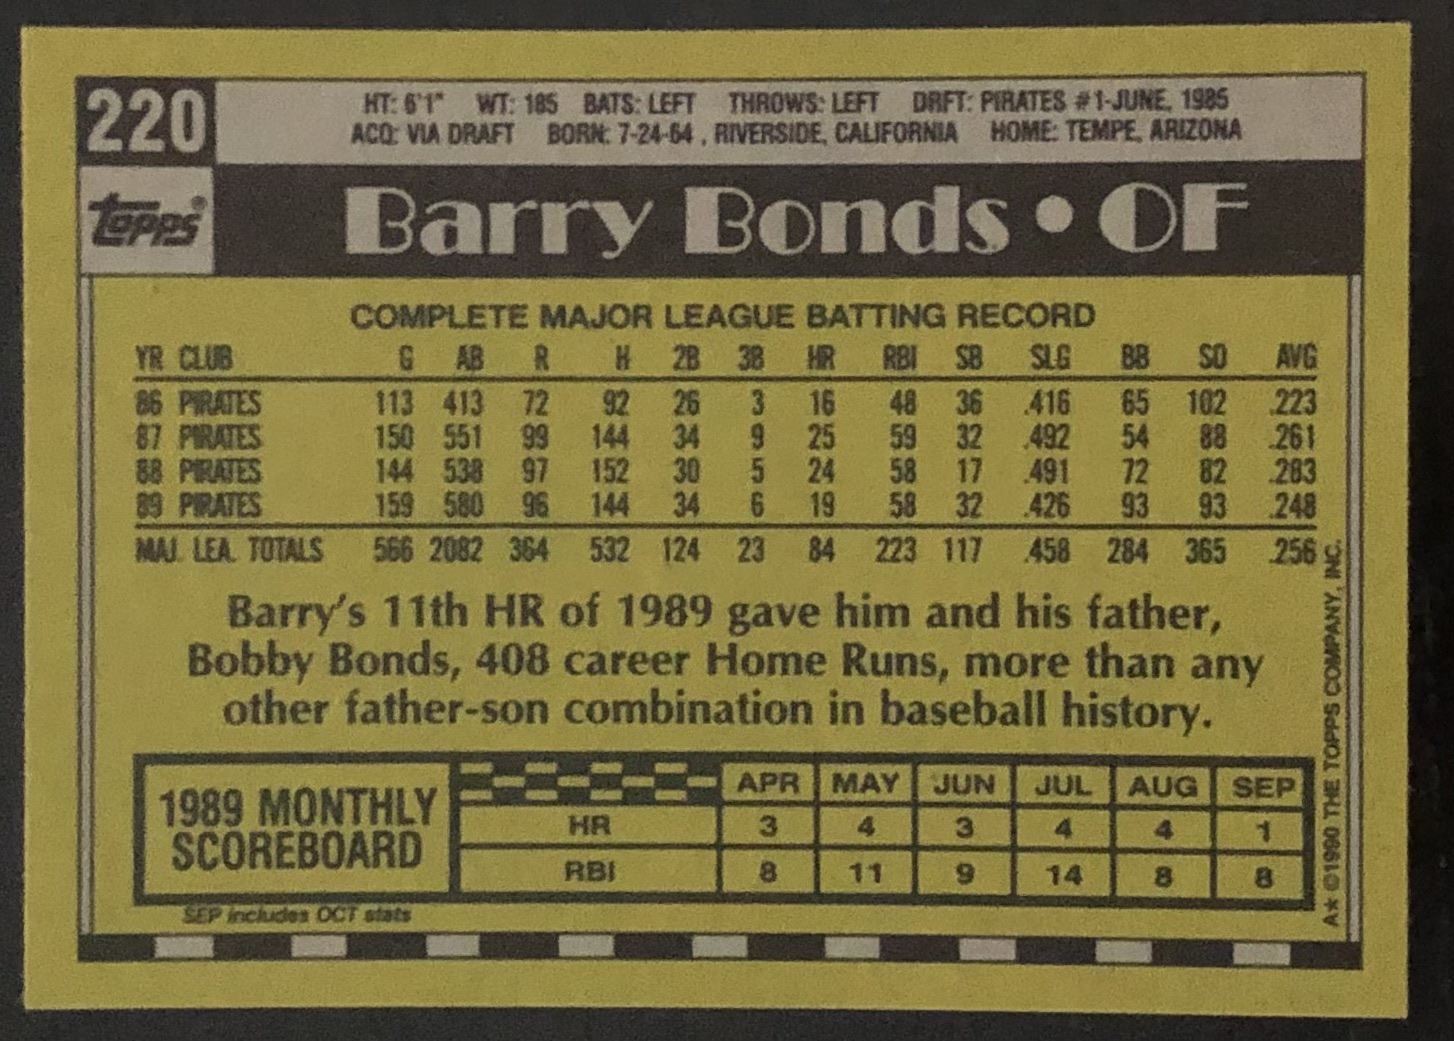 220
HT: 6'1" WT: 185 BATS: LEFT THROWS: LEFT DRFT: PIRATES #1-JUNE, 1985
ACQ: VIA DRAFT BORN: 7-24-64, RIVERSIDE, CALIFORNIA HOME: TEMPE, ARIZONA
topps®
Barry Bonds • OF
COMPLETE MAJOR LEAGUE BATTING RECORD
YR CLUB G AB R H 2B 3B HR RBI SB SLG BB SO AVG
86 PIRATES 113 413 72 92 26 3 16 48 36 .416 65 102 .223
87 PIRATES 150 551 99 144 34 9 25 59 32 .492 54 88 .261
88 PIRATES 144 538 97 152 30 5 24 58 17 .491 72 82 .283
89 PIRATES 159 580 96 144 34 6 19 58 32 .426 93 93 .248
MAJ. LEA. TOTALS 566 2082 364 532 124 23 84 223 117 .458 284 365 .256
Barry's 11th HR of 1989 gave him and his father,
Bobby Bonds, 408 career Home Runs, more than any
other father-son combination in baseball history.
1989 MONTHLY
SCOREBOARD
APR MAY JUN JUL AUG SEP
HR 3 4 3 4 4 1
RBI 8 11 9 14 8 8
SEP includes OCT stats
A★ ©1990 THE TOPPS COMPANY, INC.